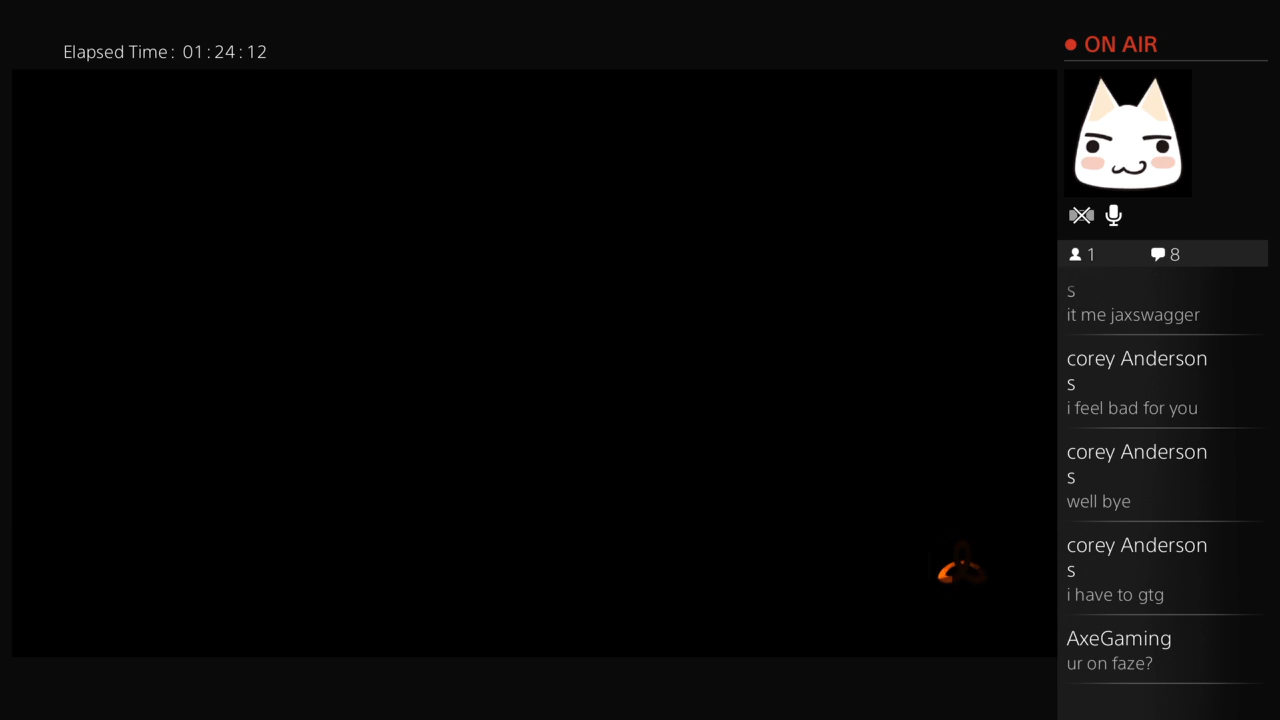 Elapsed Time: 01:24:12
ON AIR
1
8
s
it me jaxswagger
corey Anderson
s
i feel bad for you
corey Anderson
s
well bye
corey Anderson
s
i have to gtg
AxeGaming
ur on faze?